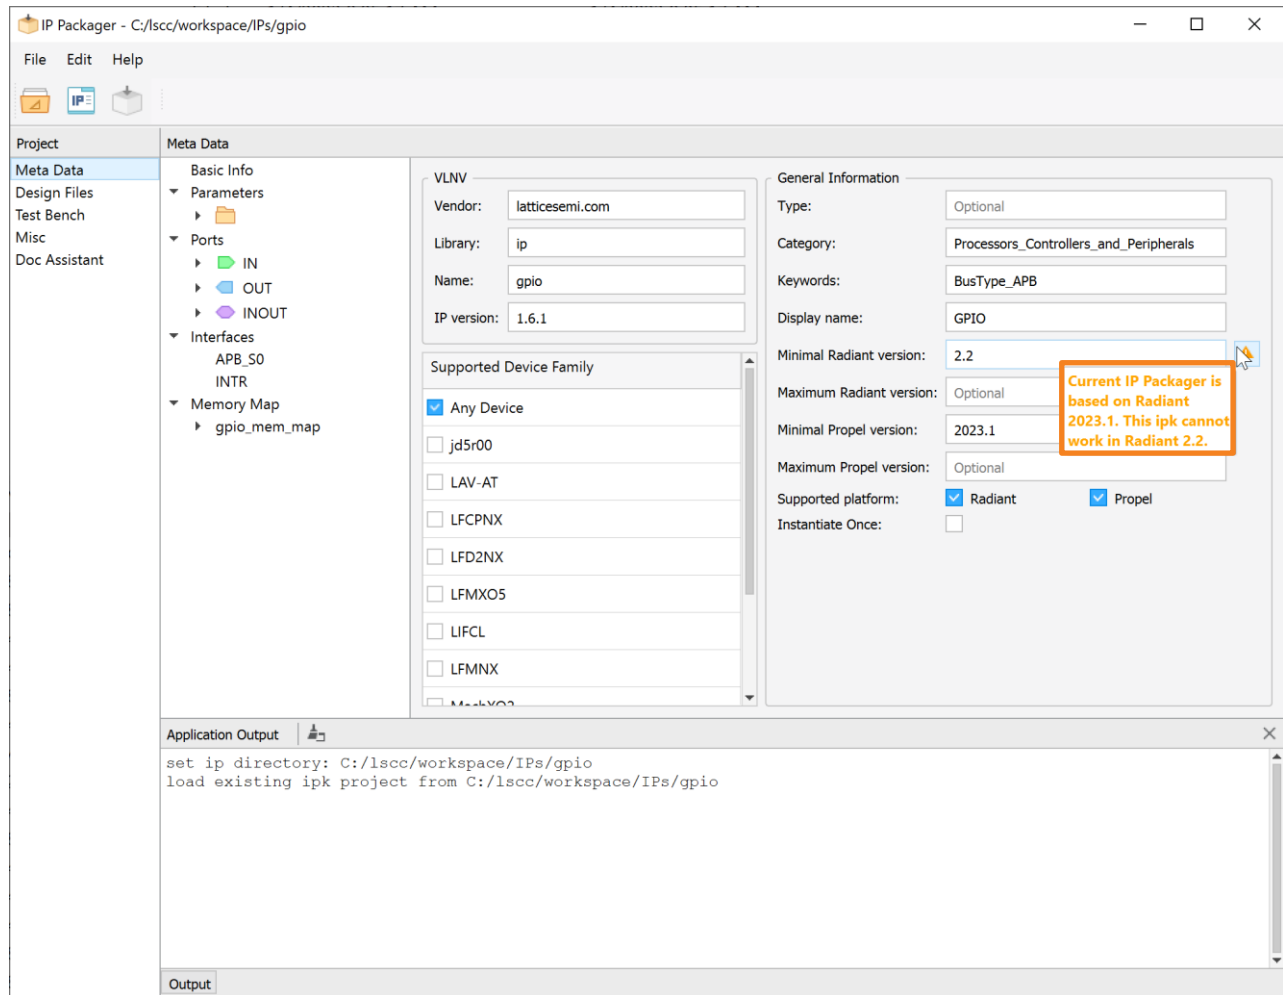 IP Packager - C:/lscc/workspace/IPs/gpio
File Edit Help
IP
Project
Meta Data
Design Files
Test Bench
Misc
Doc Assistant
Meta Data
Basic Info
Parameters
Ports
IN
OUT
INOUT
Interfaces
APB_S0
INTR
Memory Map
gpio_mem_map
VLNV
Vendor: latticesemi.com
Library: ip
Name: gpio
IP version: 1.6.1
Supported Device Family
Any Device
jd5r00
LAV-AT
LFCPNX
LFD2NX
LFMXO5
LIFCL
LFMNX
General Information
Type: Optional
Category: Processors_Controllers_and_Peripherals
Keywords: BusType_APB
Display name: GPIO
Minimal Radiant version: 2.2
Maximum Radiant version: Optional
Minimal Propel version: 2023.1
Maximum Propel version: Optional
Supported platform: Radiant Propel
Instantiate Once:
Current IP Packager is
based on Radiant
2023.1. This ipk cannot
work in Radiant 2.2.
Application Output
set ip directory: C:/lscc/workspace/IPs/gpio
load existing ipk project from C:/lscc/workspace/IPs/gpio
Output